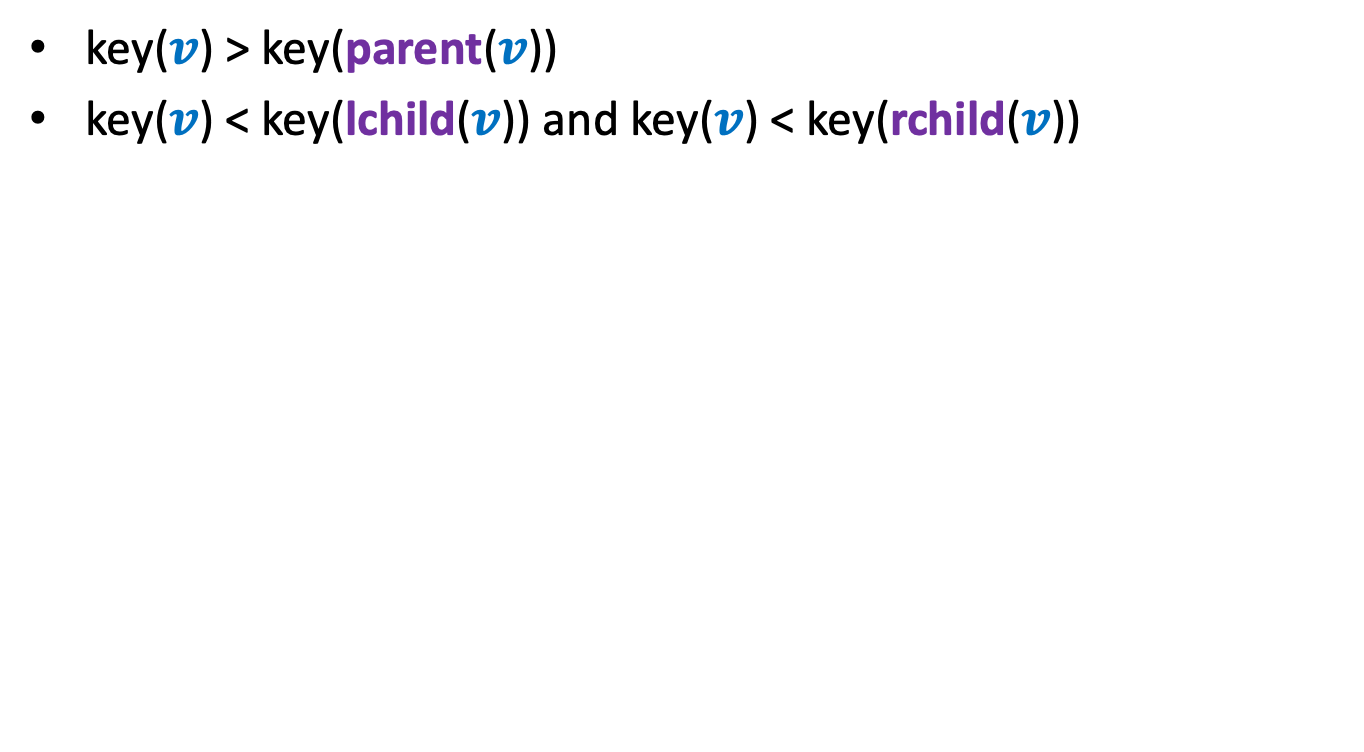 • key(𝒗) > key(parent(𝒗))
• key(𝒗) < key(lchild(𝒗)) and key(𝒗) < key(rchild(𝒗))